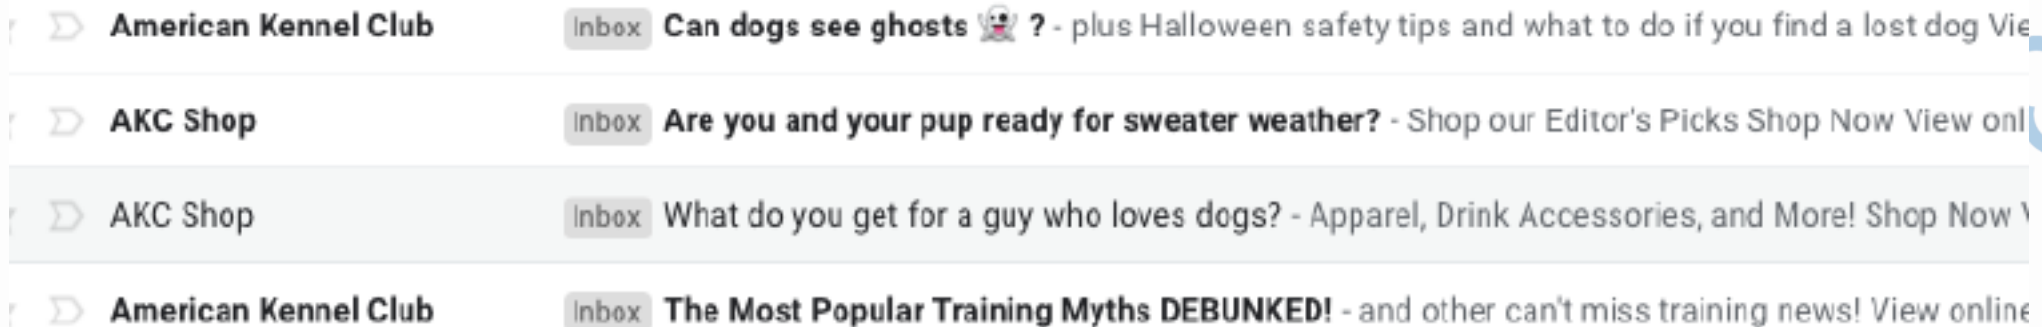 American Kennel Club Inbox Can dogs see ghosts 👻 ? - plus Halloween safety tips and what to do if you find a lost dog Vie
AKC Shop Inbox Are you and your pup ready for sweater weather? - Shop our Editor's Picks Shop Now View onl
AKC Shop Inbox What do you get for a guy who loves dogs? - Apparel, Drink Accessories, and More! Shop Now V
American Kennel Club Inbox The Most Popular Training Myths DEBUNKED! - and other can't miss training news! View online